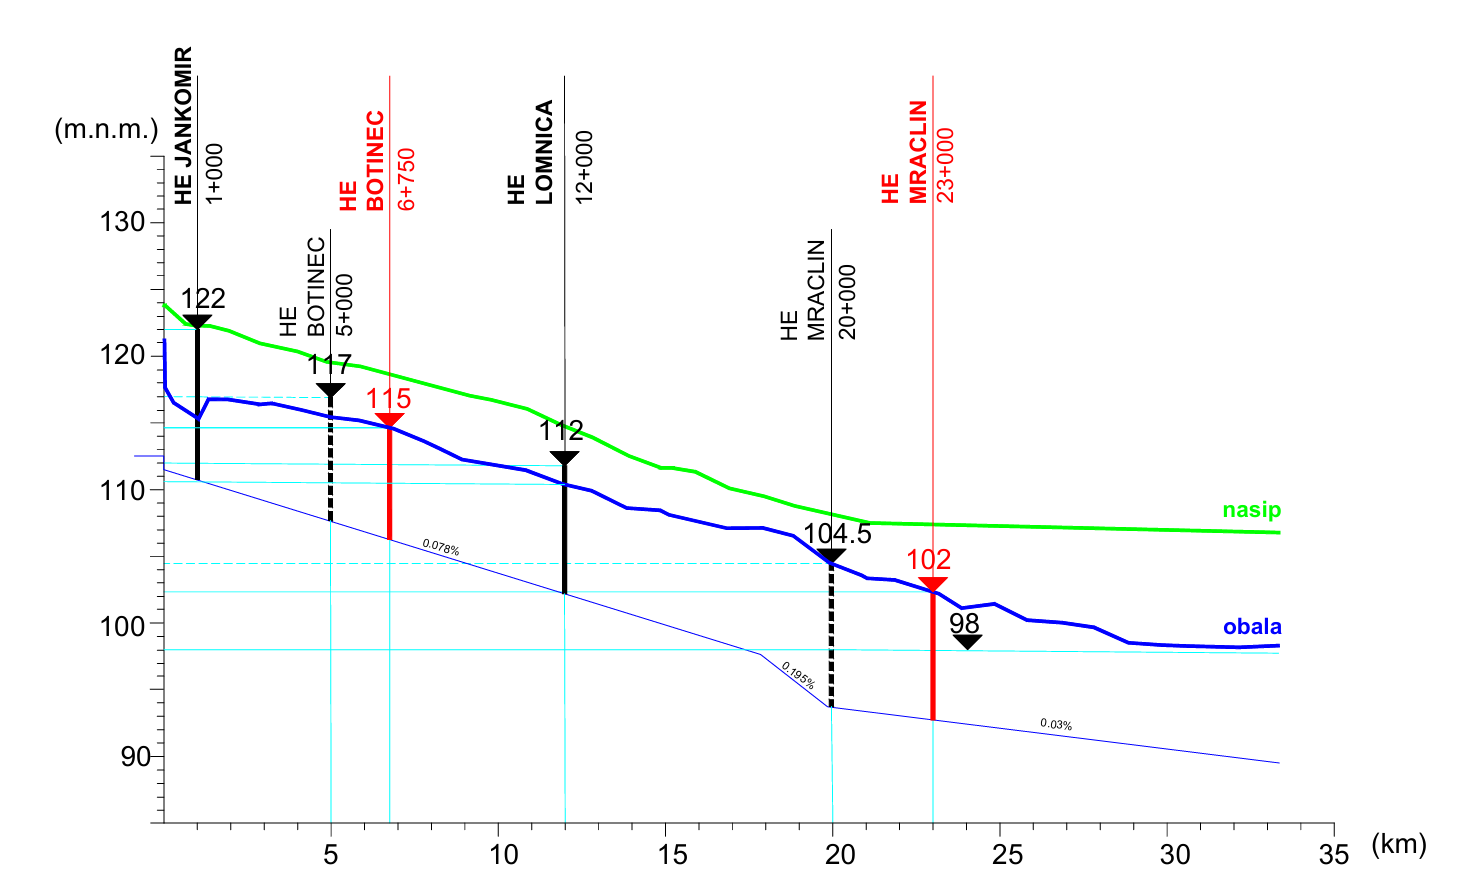 (m.n.m.)
HE JANKOMIR
1+000
HE
BOTINEC
6+750
HE
LOMNICA
12+000
HE
MRACLIN
23+000
HE
BOTINEC
5+000
HE
MRACLIN
20+000
130
120
110
100
90
122
117
115
112
104.5
102
98
nasip
obala
0.078%
0.195%
0.03%
5
10
15
20
25
30
35
(km)